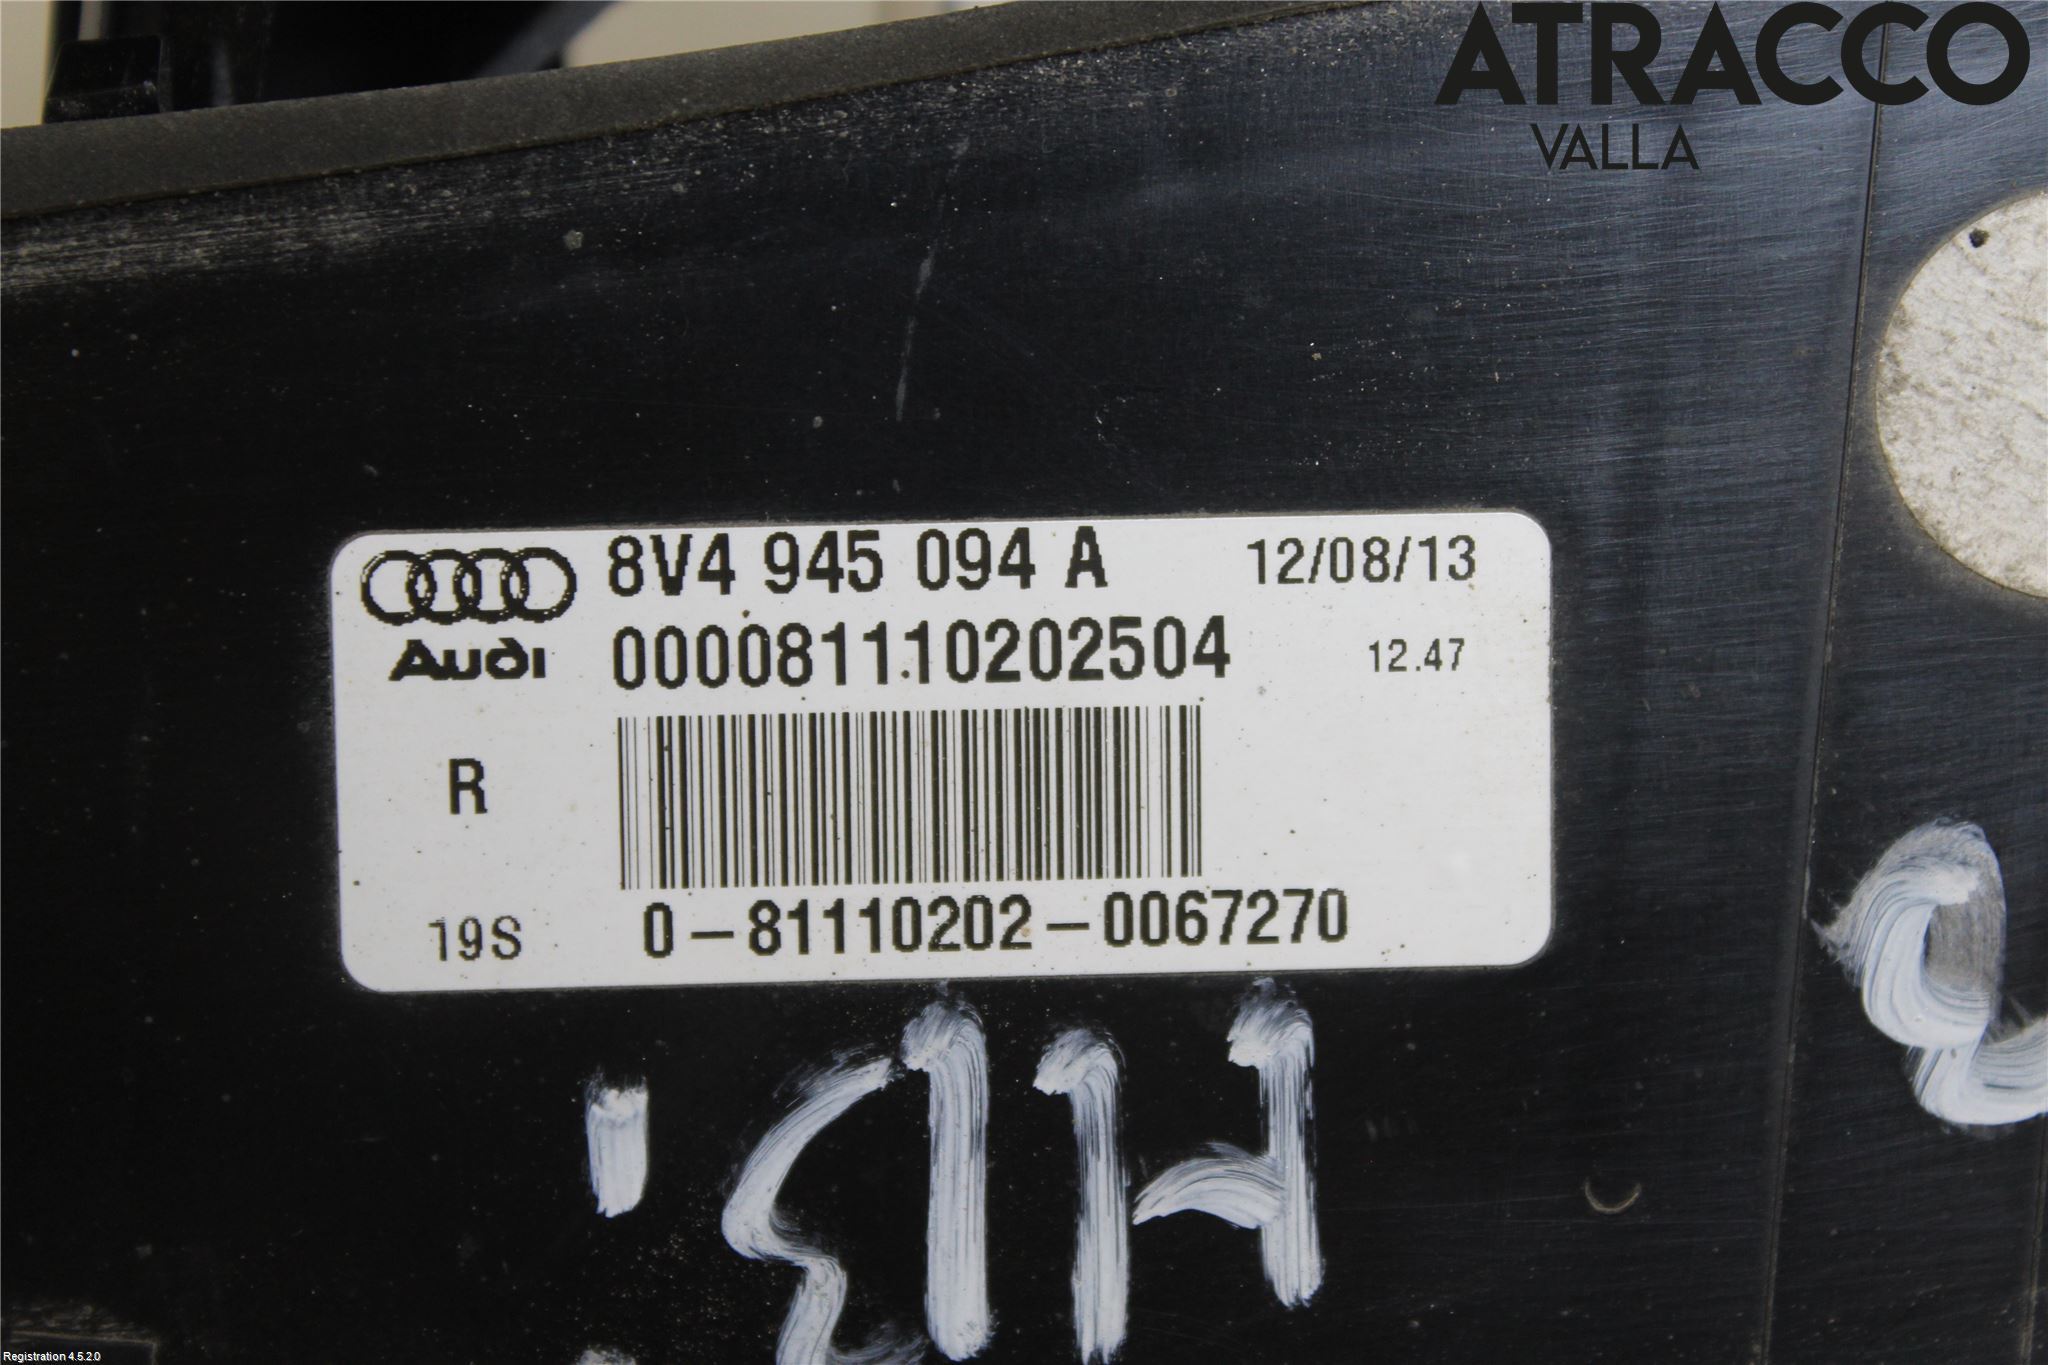 ATRACCO
VALLA
8V4 945 094 A 12/08/13
Audi 000081110202504 12.47
R
19S 0-81110202-0067270
Registration 4.5.2.0